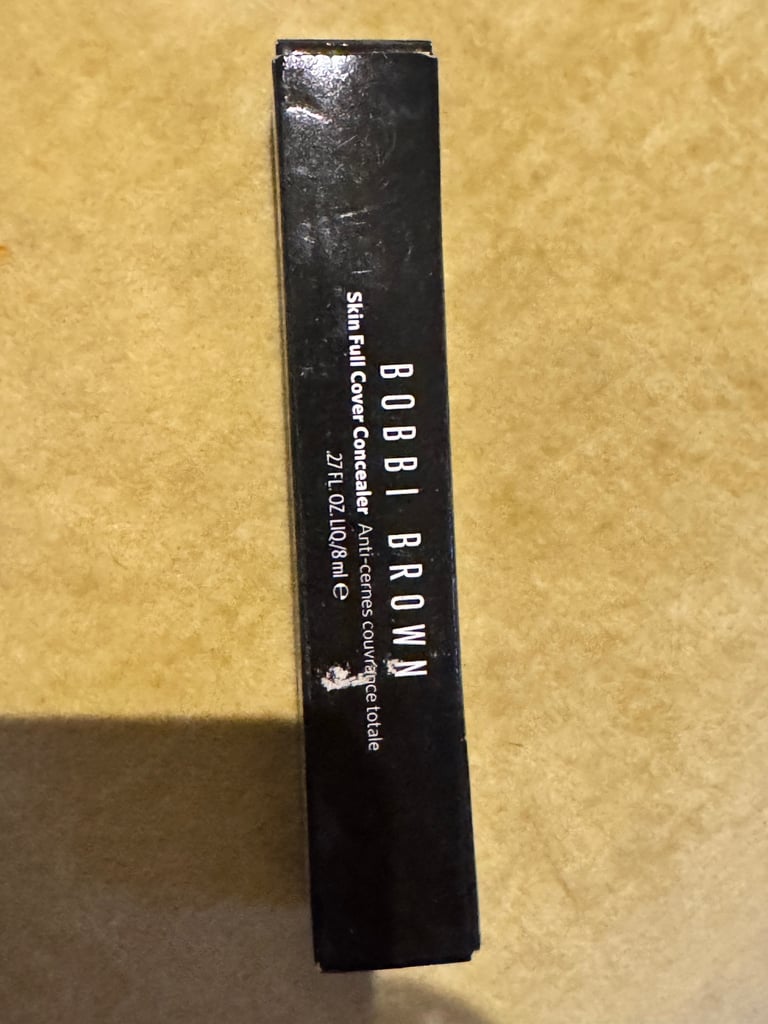 BOBBI BROWN
Skin Full Cover Concealer Anti-cernes couvrance totale
.27 FL. OZ. LIQ./8 ml ℮